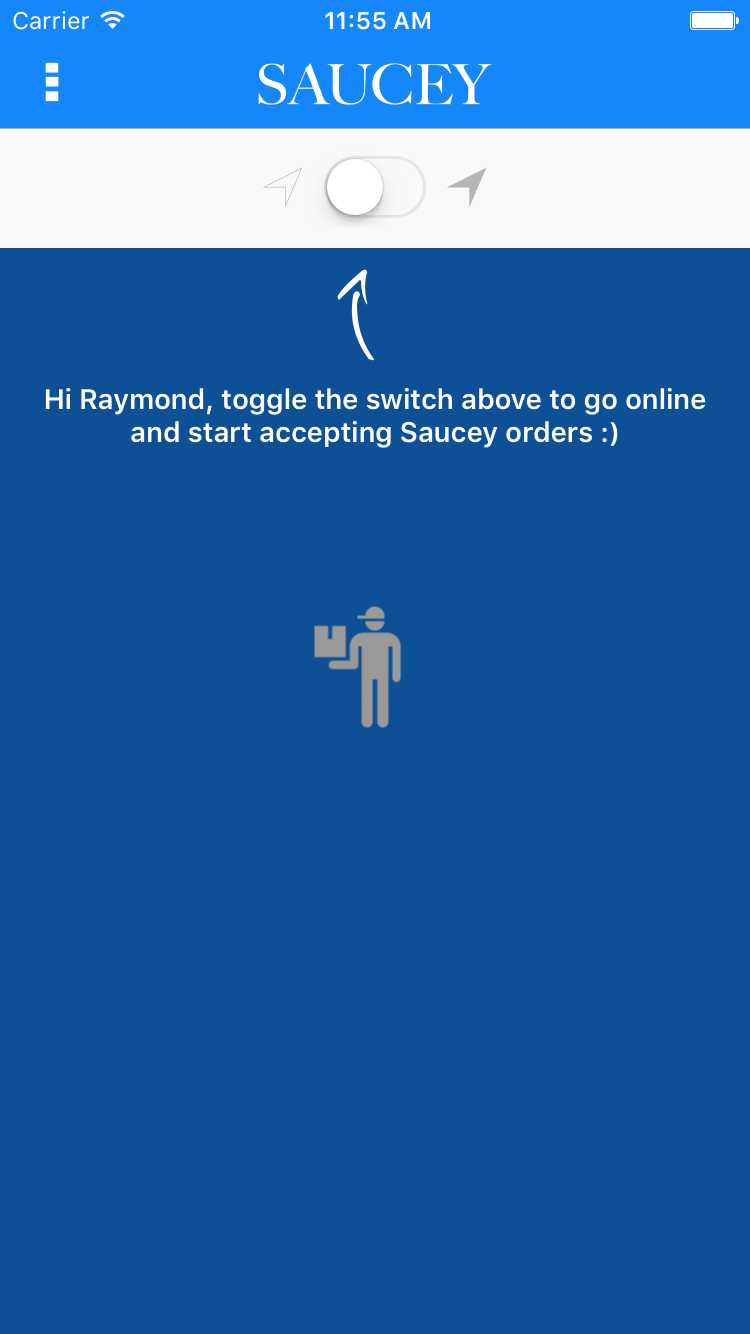 Carrier 11:55 AM
SAUCEY
Hi Raymond, toggle the switch above to go online
and start accepting Saucey orders :)